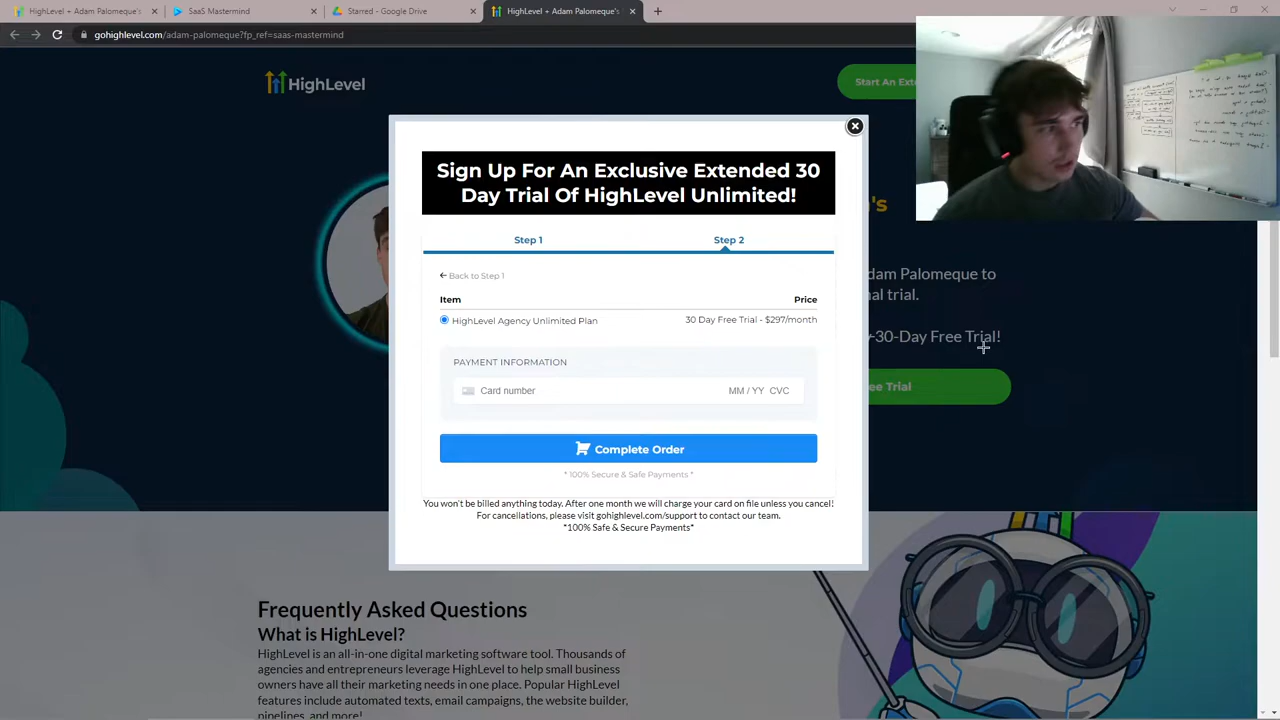 HighLevel + Adam Palomeque's
SaaS Mastermind
Starred - Google Drive
HighLevel + Adam Palomeque's
gohighlevel.com/adam-palomeque?fp_ref=saas-mastermind
HighLevel
Start An Exte
Sign Up For An Exclusive Extended 30
Day Trial Of HighLevel Unlimited!
's
Step 1
Step 2
dam Palomeque to
nal trial.
Back to Step 1
Item
Price
HighLevel Agency Unlimited Plan
30 Day Free Trial - $297/month
30-Day Free Trial!
PAYMENT INFORMATION
Card number
MM / YY CVC
ee Trial
Complete Order
* 100% Secure & Safe Payments *
You won't be billed anything today. After one month we will charge your card on file unless you cancel!
For cancellations, please visit gohighlevel.com/support to contact our team.
*100% Safe & Secure Payments*
Frequently Asked Questions
What is HighLevel?
HighLevel is an all-in-one digital marketing software tool. Thousands of
agencies and entrepreneurs leverage HighLevel to help small business
owners have all their marketing needs in one place. Popular HighLevel
features include automated texts, email campaigns, the website builder,
pipelines, and more!